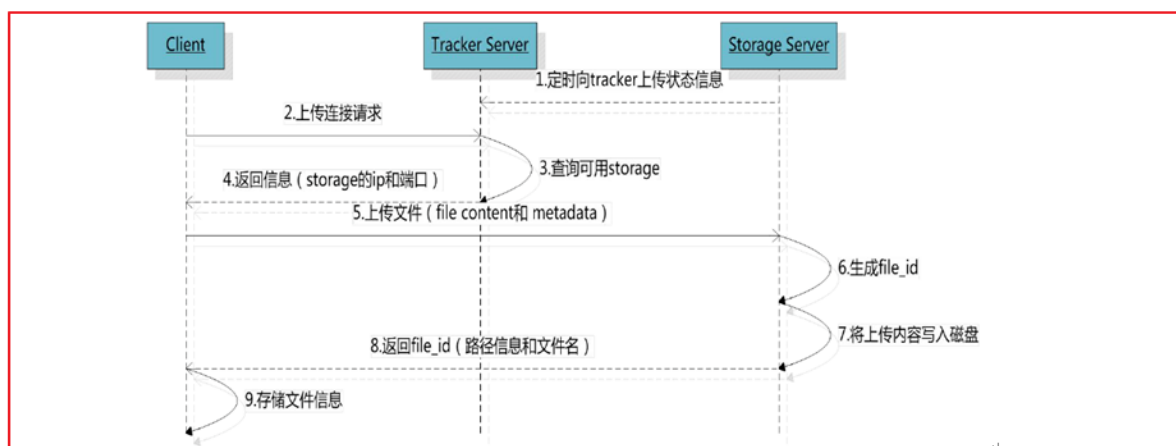 Client
Tracker Server
Storage Server
1.定时向tracker上传状态信息
2.上传连接请求
3.查询可用storage
4.返回信息（storage的ip和端口）
5.上传文件（file content和 metadata）
6.生成file_id
7.将上传内容写入磁盘
8.返回file_id（路径信息和文件名）
9.存储文件信息